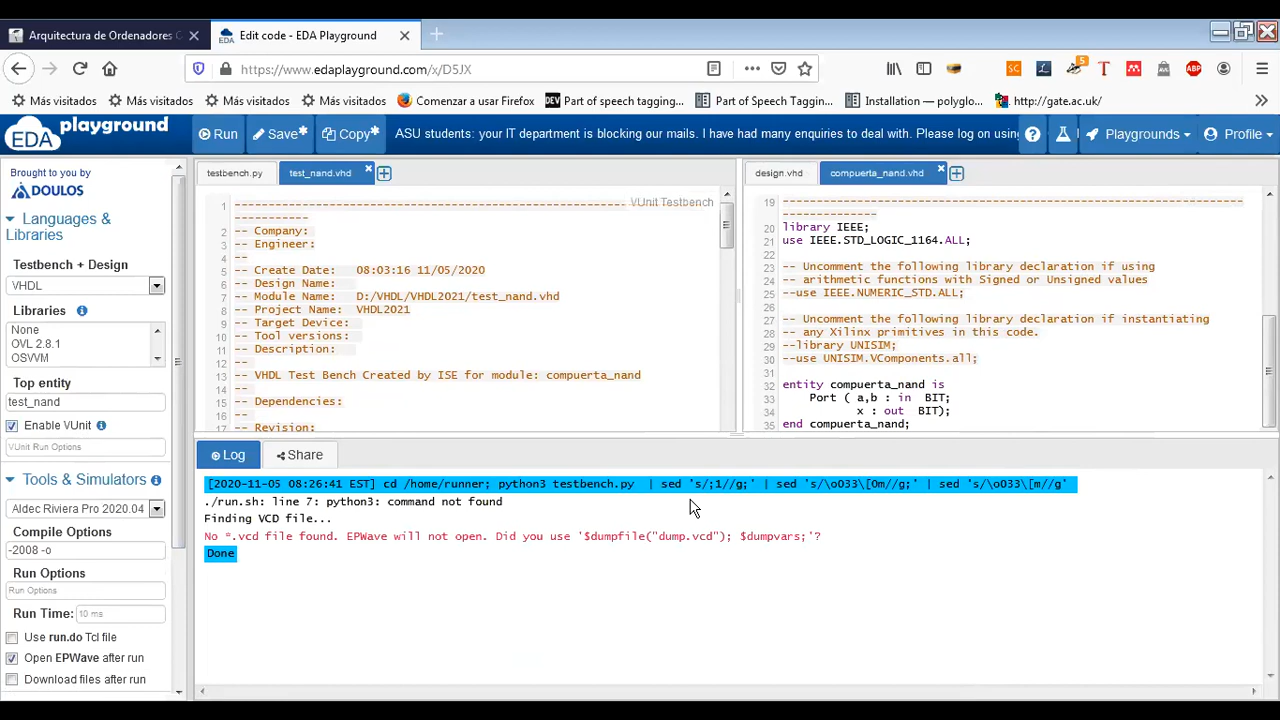 Arquitectura de Ordenadores
Edit code - EDA Playground
https://www.edaplayground.com/x/D5JX
5
SC
T
ABP
Más visitados
Más visitados
Más visitados
Más visitados
Comenzar a usar Firefox
DEV Part of speech tagging...
Part of Speech Tagging...
Installation — polyglo...
http://gate.ac.uk/
EDA playground
Run
Save*
Copy*
ASU students: your IT department is blocking our mails. I have had many enquiries to deal with. Please log on using
Playgrounds
Profile
Brought to you by
DOULOS
Languages & Libraries
Testbench + Design
VHDL
Libraries
None
OVL 2.8.1
OSVVM
Top entity
test_nand
Enable VUnit
VUnit Run Options
Tools & Simulators
Aldec Riviera Pro 2020.04
Compile Options
-2008 -o
Run Options
Run Options
Run Time: 10 ms
Use run.do Tcl file
Open EPWave after run
Download files after run
testbench.py
test_nand.vhd
VUnit Testbench
1 ----------------------------------------------------------
-----------
2 -- Company:
3 -- Engineer:
4 --
5 -- Create Date: 08:03:16 11/05/2020
6 -- Design Name:
7 -- Module Name: D:/VHDL/VHDL2021/test_nand.vhd
8 -- Project Name: VHDL2021
9 -- Target Device:
10 -- Tool versions:
11 -- Description:
12 --
13 -- VHDL Test Bench Created by ISE for module: compuerta_nand
14 --
15 -- Dependencies:
16 --
17 -- Revision:
design.vhd
compuerta_nand.vhd
19 --------------------------------------------------------------------
--------------
20 library IEEE;
21 use IEEE.STD_LOGIC_1164.ALL;
22
23 -- Uncomment the following library declaration if using
24 -- arithmetic functions with Signed or Unsigned values
25 --use IEEE.NUMERIC_STD.ALL;
26
27 -- Uncomment the following library declaration if instantiating
28 -- any Xilinx primitives in this code.
29 --library UNISIM;
30 --use UNISIM.VComponents.all;
31
32 entity compuerta_nand is
33 Port ( a,b : in BIT;
34 x : out BIT);
35 end compuerta_nand;
Log
Share
[2020-11-05 08:26:41 EST] cd /home/runner; python3 testbench.py | sed 's/;1//g;' | sed 's/\o033\[0m//g;' | sed 's/\o033\[m//g'
./run.sh: line 7: python3: command not found
Finding VCD file...
No *.vcd file found. EPWave will not open. Did you use '$dumpfile("dump.vcd"); $dumpvars;'?
Done